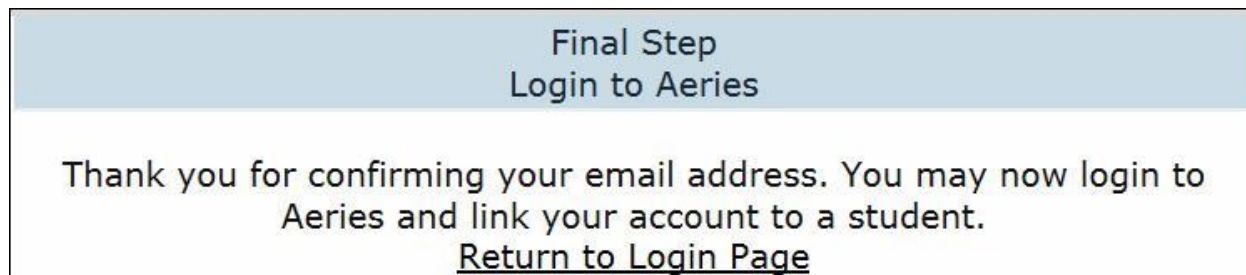 Final Step
Login to Aeries
Thank you for confirming your email address. You may now login to
Aeries and link your account to a student.
Return to Login Page